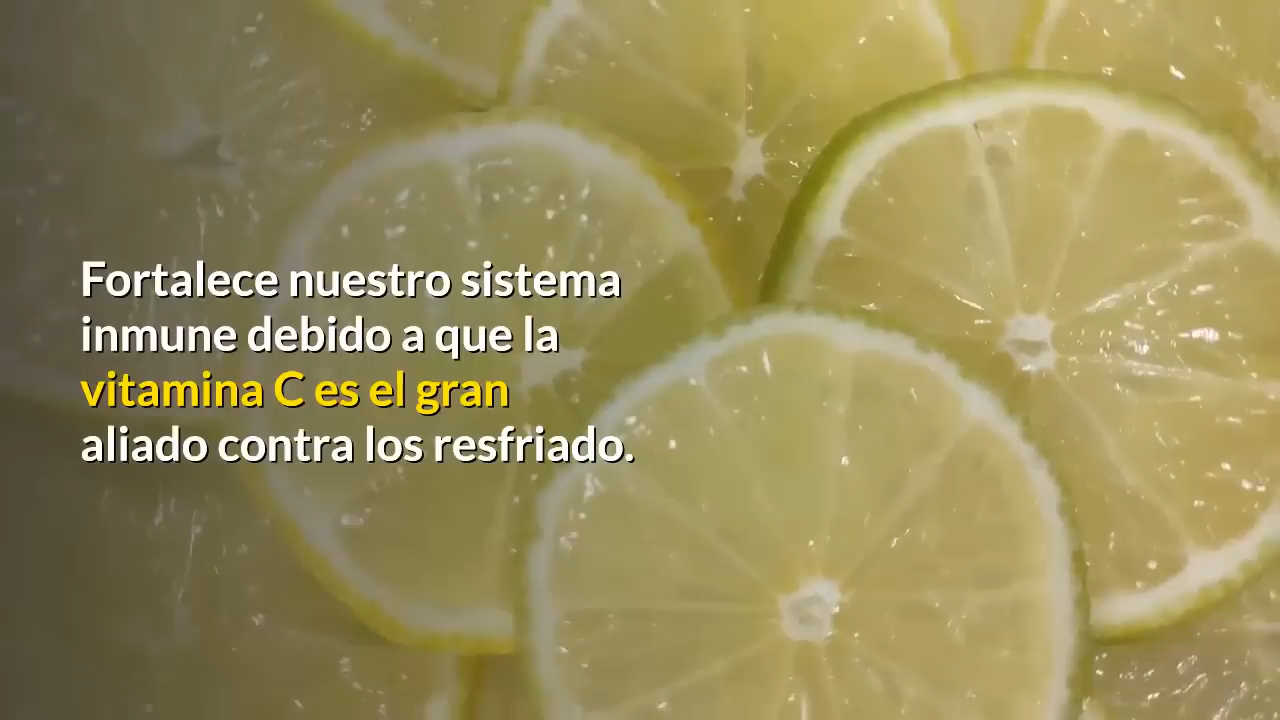 Fortalece nuestro sistema
inmune debido a que la
vitamina C es el gran
aliado contra los resfriado.